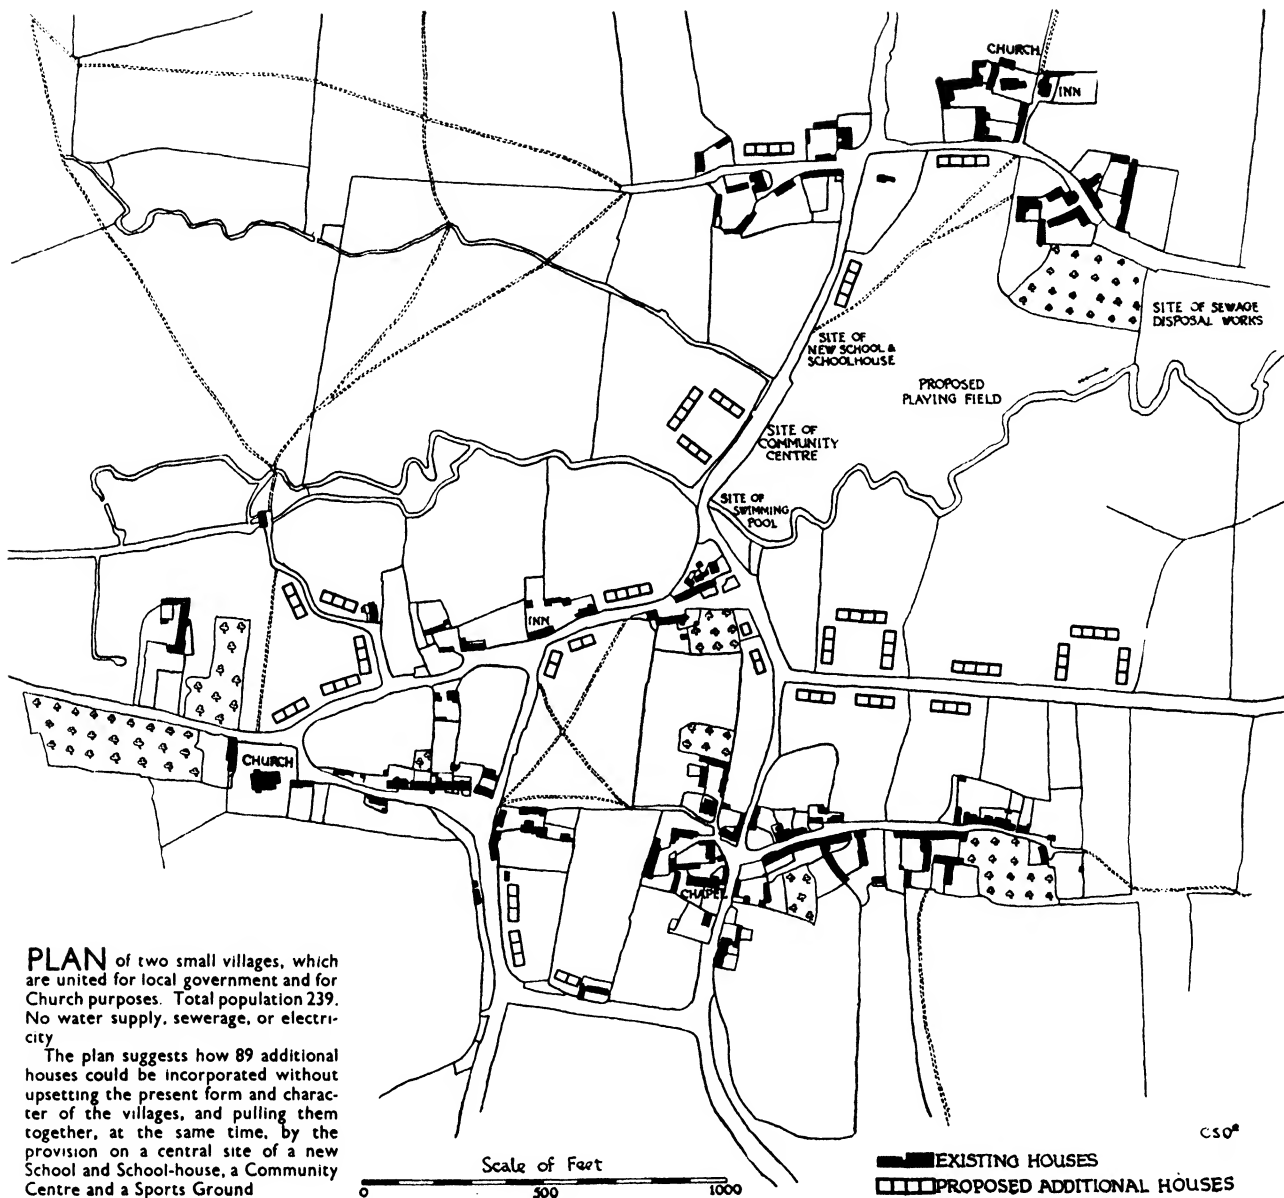 CHURCH
INN
SITE OF SEWAGE
DISPOSAL WORKS
SITE OF
NEW SCHOOL &
SCHOOLHOUSE
PROPOSED
PLAYING FIELD
SITE OF
COMMUNITY
CENTRE
SITE OF
SWIMMING
POOL
INN
CHURCH
CHAPEL
PLAN of two small villages, which
are united for local government and for
Church purposes. Total population 239.
No water supply, sewerage, or electri-
city
The plan suggests how 89 additional
houses could be incorporated without
upsetting the present form and charac-
ter of the villages, and pulling them
together, at the same time, by the
provision on a central site of a new
School and School-house, a Community
Centre and a Sports Ground
Scale of Feet
0 500 1000
CSO
EXISTING HOUSES
PROPOSED ADDITIONAL HOUSES